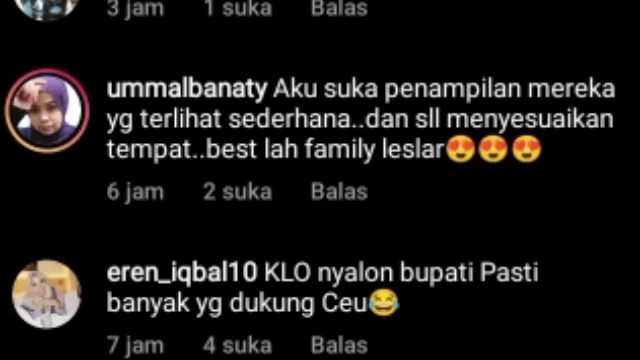 3 jam 1 suka Balas
ummalbanaty Aku suka penampilan mereka
yg terlihat sederhana..dan sll menyesuaikan
tempat..best lah family leslar😍😍😍
6 jam 2 suka Balas
eren_iqbal10 KLO nyalon bupati Pasti
banyak yg dukung Ceu😂
7 jam 4 suka Balas